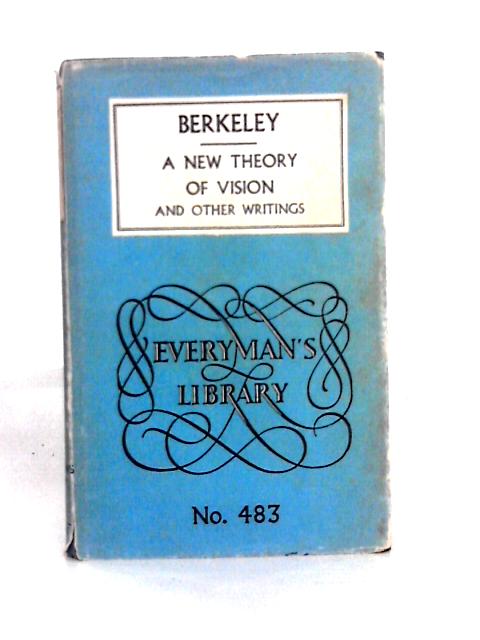 BERKELEY
A NEW THEORY
OF VISION
AND OTHER WRITINGS
EVERYMAN'S
LIBRARY
No. 483